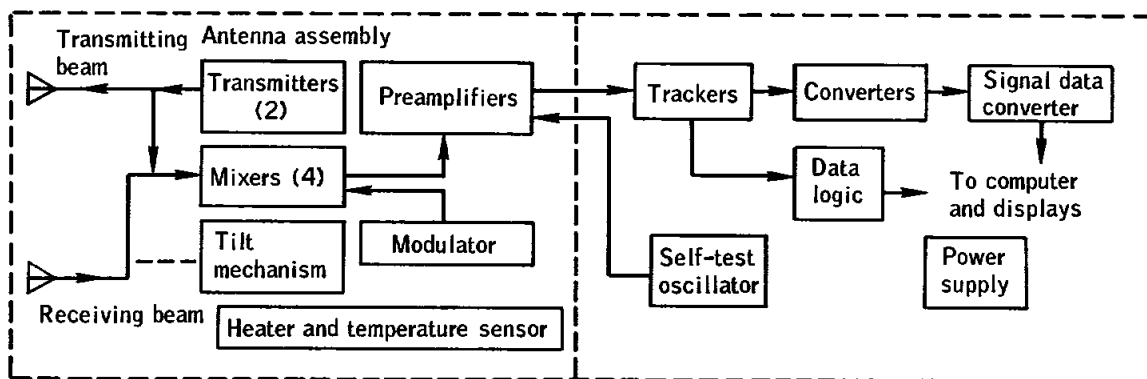 Transmitting
beam
Antenna assembly
Transmitters
(2)
Preamplifiers
Trackers
Converters
Signal data
converter
Mixers (4)
Data
logic
To computer
and displays
Tilt
mechanism
Modulator
Self-test
oscillator
Power
supply
Receiving beam
Heater and temperature sensor